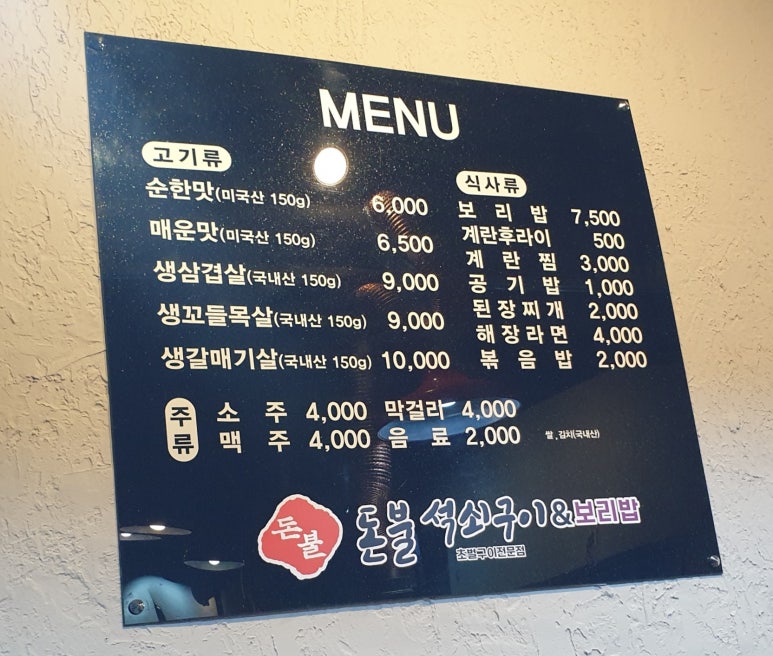 MENU
고기류
순한맛(미국산 150g) 6,000
매운맛(미국산 150g) 6,500
생삼겹살(국내산 150g) 9,000
생꼬들목살(국내산 150g) 9,000
생갈매기살(국내산 150g) 10,000
식사류
보리밥 7,500
계란후라이 500
계란찜 3,000
공기밥 1,000
된장찌개 2,000
해장라면 4,000
볶음밥 2,000
주류
소주 4,000 막걸리 4,000
맥주 4,000 음료 2,000
쌀,김치(국내산)
돈불
돈불 석쇠구이&보리밥
초벌구이전문점